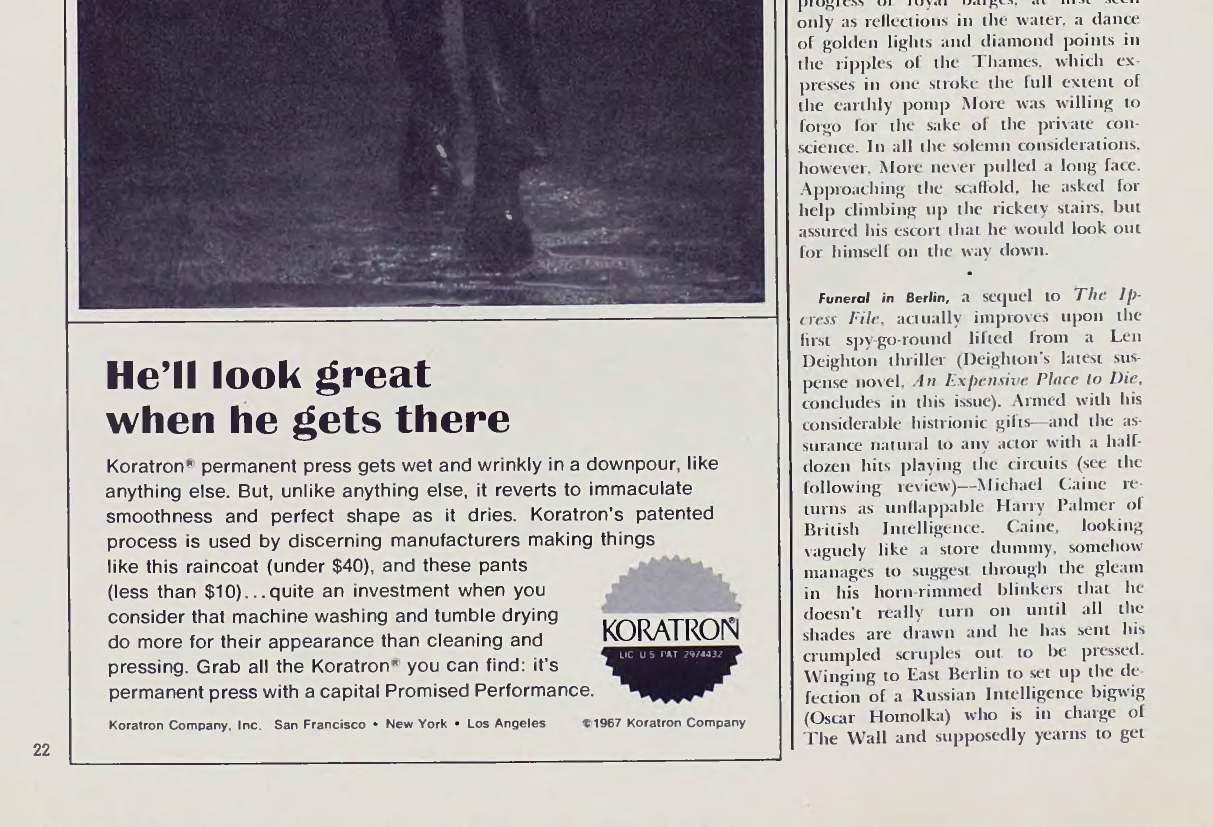 He'll look great
when he gets there
Koratron® permanent press gets wet and wrinkly in a downpour, like
anything else. But, unlike anything else, it reverts to immaculate
smoothness and perfect shape as it dries. Koratron's patented
process is used by discerning manufacturers making things
like this raincoat (under $40), and these pants
(less than $10)...quite an investment when you
consider that machine washing and tumble drying
do more for their appearance than cleaning and
pressing. Grab all the Koratron® you can find: it's
permanent press with a capital Promised Performance.
KORATRON®
LIC U S PAT 2974432
Koratron Company, Inc. San Francisco • New York • Los Angeles ©1967 Koratron Company
22
progress of royal barges, at first seen
only as reflections in the water, a dance
of golden lights and diamond points in
the ripples of the Thames, which ex-
presses in one stroke the full extent of
the earthly pomp More was willing to
forgo for the sake of the private con-
science. In all the solemn considerations,
however, More never pulled a long face.
Approaching the scaffold, he asked for
help climbing up the rickety stairs, but
assured his escort that he would look out
for himself on the way down.
•
Funeral in Berlin, a sequel to The Ip-
cress File, actually improves upon the
first spy-go-round lifted from a Len
Deighton thriller (Deighton's latest sus-
pense novel, An Expensive Place to Die,
concludes in this issue). Armed with his
considerable histrionic gifts—and the as-
surance natural to any actor with a half-
dozen hits playing the circuits (see the
following review)—Michael Caine re-
turns as unflappable Harry Palmer of
British Intelligence. Caine, looking
vaguely like a store dummy, somehow
manages to suggest through the gleam
in his horn-rimmed blinkers that he
doesn't really turn on until all the
shades are drawn and he has sent his
crumpled scruples out to be pressed.
Winging to East Berlin to set up the de-
fection of a Russian Intelligence bigwig
(Oscar Homolka) who is in charge of
The Wall and supposedly yearns to get